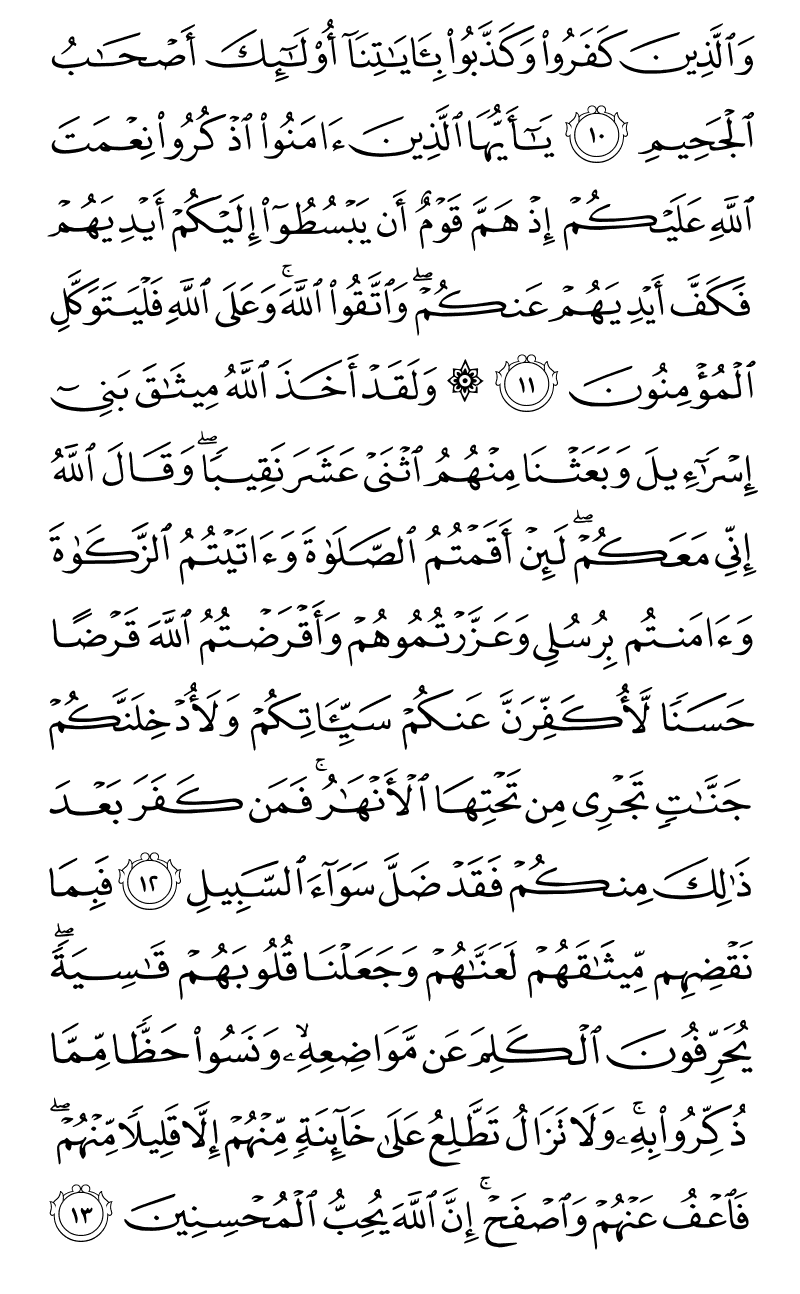 وَٱلَّذِينَ كَفَرُوا۟ وَكَذَّبُوا۟ بِـَٔايَـٰتِنَآ أُو۟لَـٰٓئِكَ أَصْحَـٰبُ
ٱلْجَحِيمِ ١٠ يَـٰٓأَيُّهَا ٱلَّذِينَ ءَامَنُوا۟ ٱذْكُرُوا۟ نِعْمَتَ
ٱللَّهِ عَلَيْكُمْ إِذْ هَمَّ قَوْمٌ أَن يَبْسُطُوٓا۟ إِلَيْكُمْ أَيْدِيَهُمْ
فَكَفَّ أَيْدِيَهُمْ عَنكُمْ ۖ وَٱتَّقُوا۟ ٱللَّهَ ۚ وَعَلَى ٱللَّهِ فَلْيَتَوَكَّلِ
ٱلْمُؤْمِنُونَ ١١ ۞ وَلَقَدْ أَخَذَ ٱللَّهُ مِيثَـٰقَ بَنِىٓ
إِسْرَٰٓءِيلَ وَبَعَثْنَا مِنْهُمُ ٱثْنَىْ عَشَرَ نَقِيبًا ۖ وَقَالَ ٱللَّهُ
إِنِّى مَعَكُمْ ۖ لَئِنْ أَقَمْتُمُ ٱلصَّلَوٰةَ وَءَاتَيْتُمُ ٱلزَّكَوٰةَ
وَءَامَنتُم بِرُسُلِى وَعَزَّرْتُمُوهُمْ وَأَقْرَضْتُمُ ٱللَّهَ قَرْضًا
حَسَنًا لَّأُكَفِّرَنَّ عَنكُمْ سَيِّـَٔاتِكُمْ وَلَأُدْخِلَنَّكُمْ
جَنَّـٰتٍ تَجْرِى مِن تَحْتِهَا ٱلْأَنْهَـٰرُ ۚ فَمَن كَفَرَ بَعْدَ
ذَٰلِكَ مِنكُمْ فَقَدْ ضَلَّ سَوَآءَ ٱلسَّبِيلِ ١٢ فَبِمَا
نَقْضِهِم مِّيثَـٰقَهُمْ لَعَنَّـٰهُمْ وَجَعَلْنَا قُلُوبَهُمْ قَـٰسِيَةً ۖ
يُحَرِّفُونَ ٱلْكَلِمَ عَن مَّوَاضِعِهِۦ ۙ وَنَسُوا۟ حَظًّا مِّمَّا
ذُكِّرُوا۟ بِهِۦ ۚ وَلَا تَزَالُ تَطَّلِعُ عَلَىٰ خَآئِنَةٍ مِّنْهُمْ إِلَّا قَلِيلًا مِّنْهُمْ ۖ
فَٱعْفُ عَنْهُمْ وَٱصْفَحْ ۚ إِنَّ ٱللَّهَ يُحِبُّ ٱلْمُحْسِنِينَ ١٣